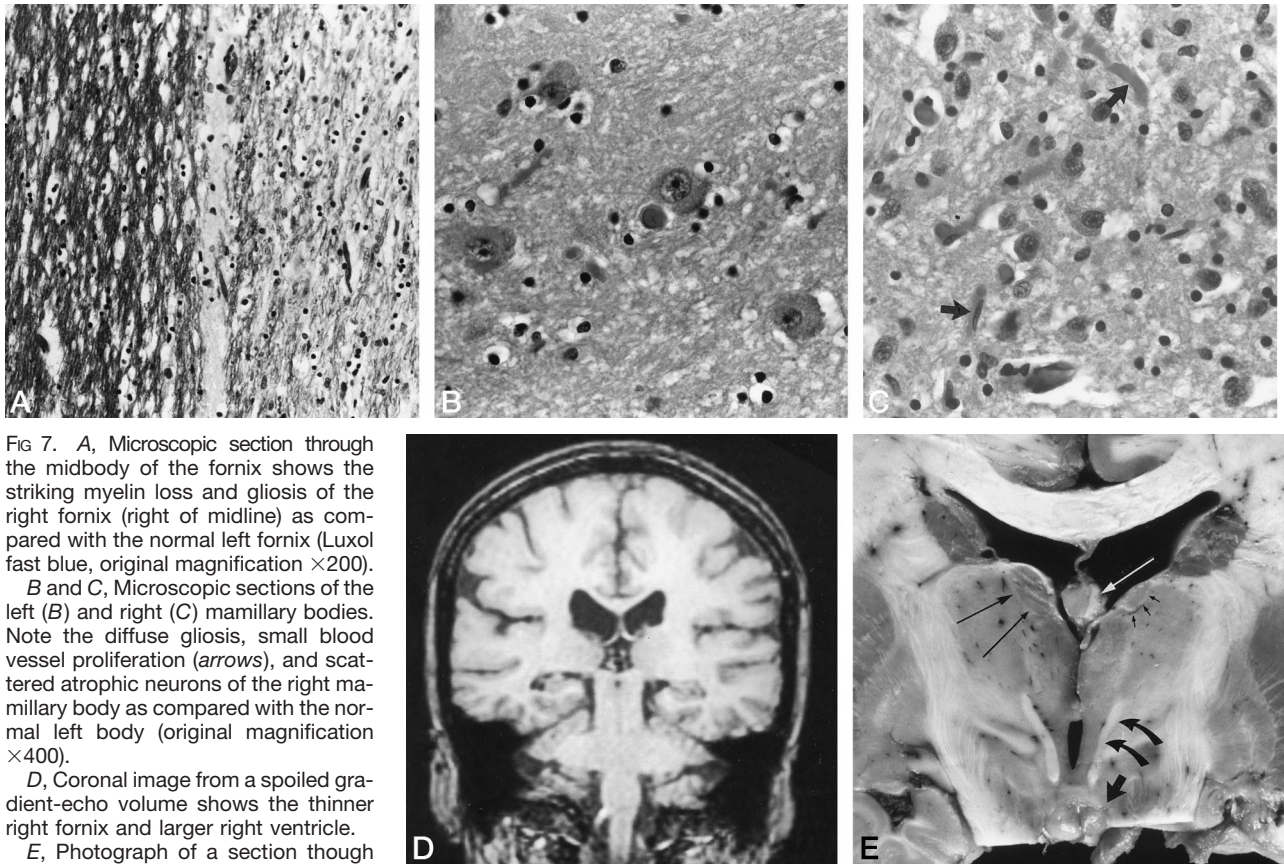 A
B
C
FIG 7. A, Microscopic section through
the midbody of the fornix shows the
striking myelin loss and gliosis of the
right fornix (right of midline) as com-
pared with the normal left fornix (Luxol
fast blue, original magnification ×200).
B and C, Microscopic sections of the
left (B) and right (C) mamillary bodies.
Note the diffuse gliosis, small blood
vessel proliferation (arrows), and scat-
tered atrophic neurons of the right ma-
millary body as compared with the nor-
mal left body (original magnification
×400).
D, Coronal image from a spoiled gra-
dient-echo volume shows the thinner
right fornix and larger right ventricle.
E, Photograph of a section though
D
E